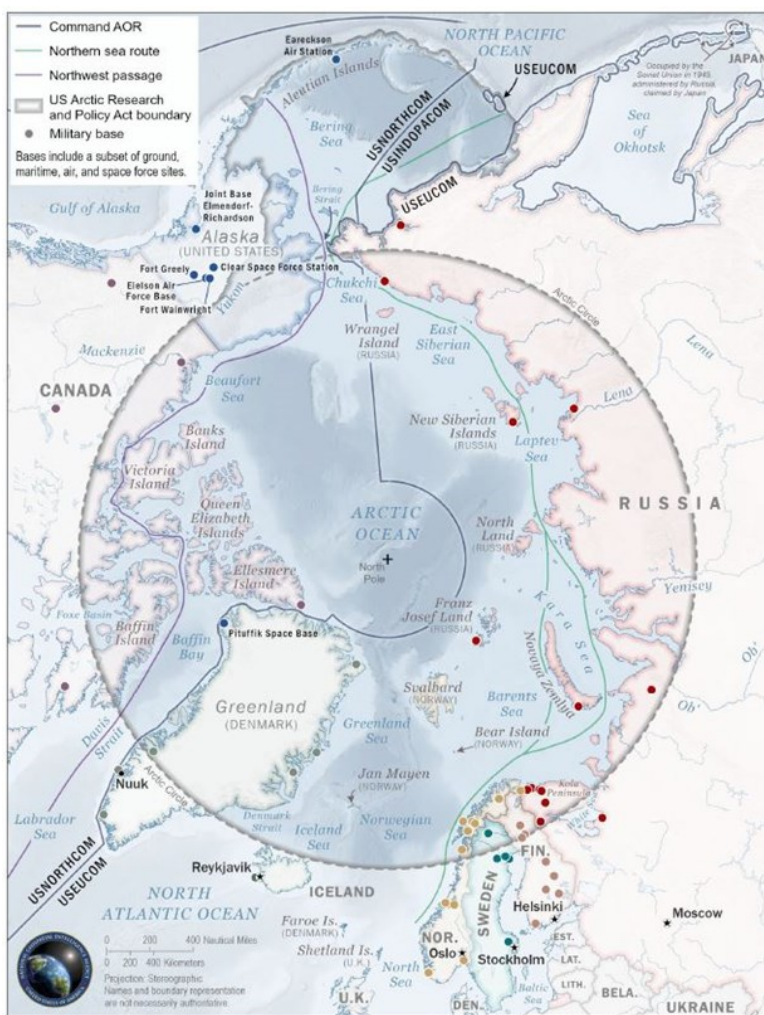 Command AOR
Northern sea route
Northwest passage
US Arctic Research
and Policy Act boundary
Military base
Bases include a subset of ground,
maritime, air, and space force sites.
Eareckson
Air Station
NORTH PACIFIC
OCEAN
Aleutian Islands
USEUCOM
Occupied by the
Soviet Union in 1945,
administered by Russia,
claimed by Japan.
JAPAN
Bering
Sea
USNORTHCOM
USINDOPACOM
Sea
of
Okhotsk
Gulf of Alaska
Joint Base
Elmendorf-
Richardson
Bering
Strait
USEUCOM
Alaska
(UNITED STATES)
Fort Greely
Clear Space Force Station
Eielson Air
Force Base
Fort Wainwright
Yukon
Chukchi
Sea
Arctic Circle
Wrangel
Island
(RUSSIA)
East
Siberian
Sea
Mackenzie
Lena
CANADA
Beaufort
Sea
Lena
New Siberian
Islands
(RUSSIA)
Laptev
Sea
Banks
Island
Victoria
Island
Queen
Elizabeth
Islands
ARCTIC
OCEAN
North
Pole
North
Land
(RUSSIA)
RUSSIA
Ellesmere
Island
Yenisey
Foxe Basin
Baffin
Island
Baffin
Bay
Pituffik Space Base
Franz
Josef Land
(RUSSIA)
Kara Sea
Novaya Zemlya
Ob'
Greenland
(DENMARK)
Svalbard
(NORWAY)
Barents
Sea
Ob'
Davis
Strait
Greenland
Sea
Bear Island
(NORWAY)
Nuuk
Arctic Circle
Jan Mayen
(NORWAY)
Kola
Peninsula
Labrador
Sea
Denmark
Strait
Iceland
Sea
Norwegian
Sea
White
USNORTHCOM
USEUCOM
Reykjavik
ICELAND
FIN.
SWEDEN
NORTH
ATLANTIC OCEAN
Helsinki
Moscow
Faroe Is.
(DENMARK)
NOR.
Oslo
Stockholm
EST.
LAT.
LITH.
Shetland Is.
(U.K.)
North
Sea
Baltic
Sea
U.K.
DEN.
BELA.
UKRAINE
0 200 400 Nautical Miles
0 200 400 Kilometers
Projection: Stereographic
Names and boundary representation
are not necessarily authoritative.